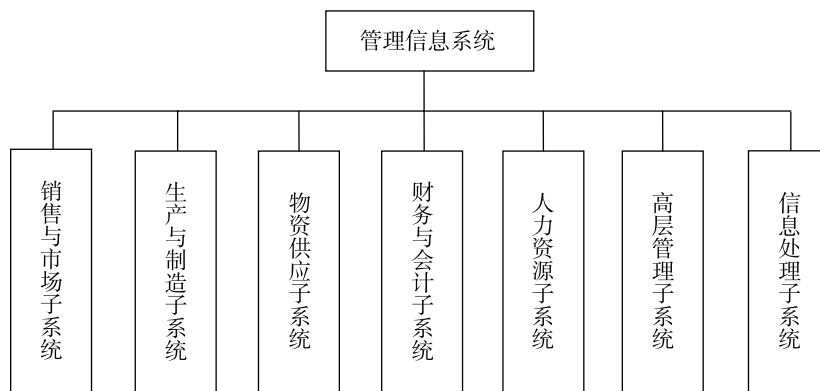 管理信息系统
销售与市场子系统
生产与制造子系统
物资供应子系统
财务与会计子系统
人力资源子系统
高层管理子系统
信息处理子系统